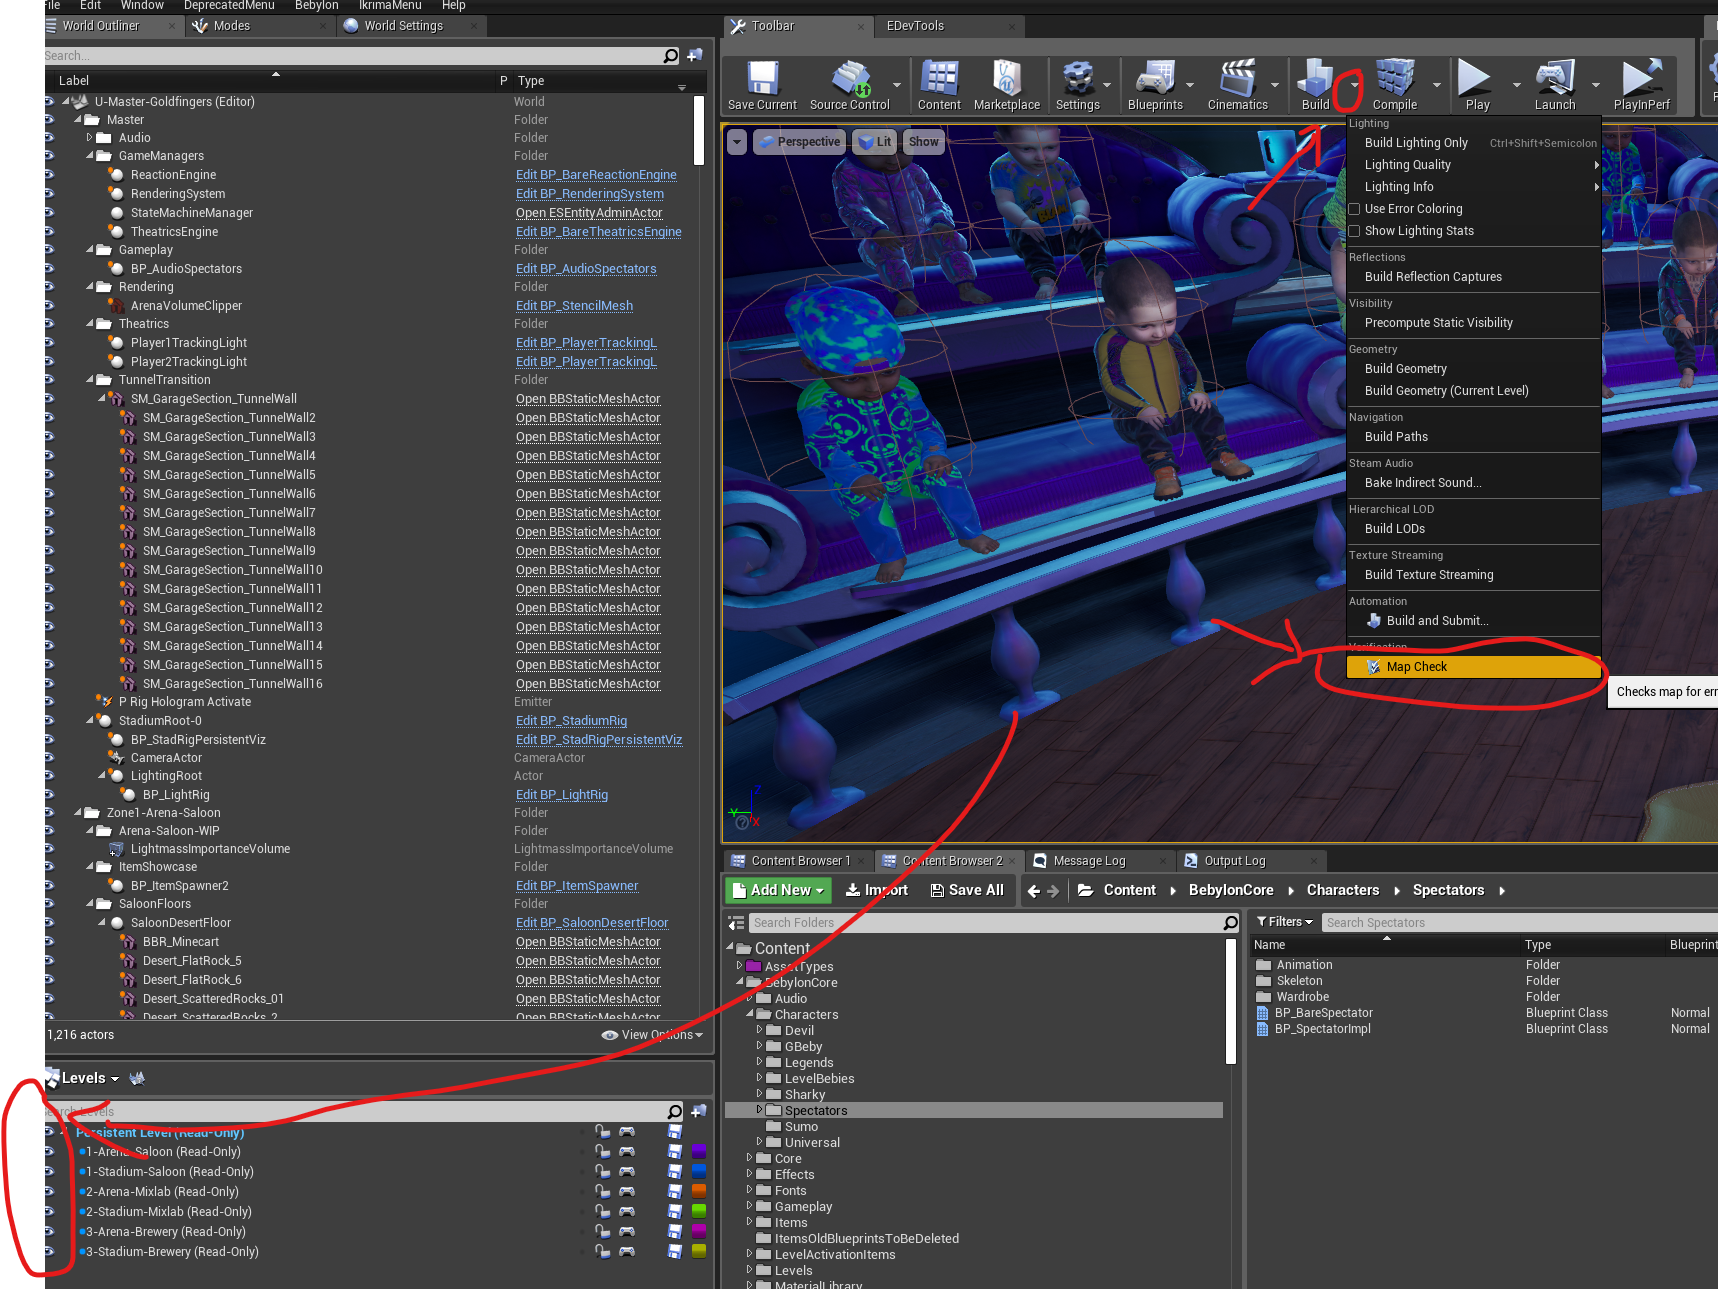 File Edit Window DeprecatedMenu Bebylon IkrimaMenu Help
World Outliner
Modes
World Settings
Search...
Label
P Type
U-Master-Goldfingers (Editor) World
Master Folder
Audio Folder
GameManagers Folder
ReactionEngine Edit BP_BareReactionEngine
RenderingSystem Edit BP_RenderingSystem
StateMachineManager Open ESEntityAdminActor
TheatricsEngine Edit BP_BareTheatricsEngine
Gameplay Folder
BP_AudioSpectators Edit BP_AudioSpectators
Rendering Folder
ArenaVolumeClipper Edit BP_StencilMesh
Theatrics Folder
Player1TrackingLight Edit BP_PlayerTrackingL
Player2TrackingLight Edit BP_PlayerTrackingL
TunnelTransition Folder
SM_GarageSection_TunnelWall Open BBStaticMeshActor
SM_GarageSection_TunnelWall2 Open BBStaticMeshActor
SM_GarageSection_TunnelWall3 Open BBStaticMeshActor
SM_GarageSection_TunnelWall4 Open BBStaticMeshActor
SM_GarageSection_TunnelWall5 Open BBStaticMeshActor
SM_GarageSection_TunnelWall6 Open BBStaticMeshActor
SM_GarageSection_TunnelWall7 Open BBStaticMeshActor
SM_GarageSection_TunnelWall8 Open BBStaticMeshActor
SM_GarageSection_TunnelWall9 Open BBStaticMeshActor
SM_GarageSection_TunnelWall10 Open BBStaticMeshActor
SM_GarageSection_TunnelWall11 Open BBStaticMeshActor
SM_GarageSection_TunnelWall12 Open BBStaticMeshActor
SM_GarageSection_TunnelWall13 Open BBStaticMeshActor
SM_GarageSection_TunnelWall14 Open BBStaticMeshActor
SM_GarageSection_TunnelWall15 Open BBStaticMeshActor
SM_GarageSection_TunnelWall16 Open BBStaticMeshActor
P Rig Hologram Activate Emitter
StadiumRoot-0 Edit BP_StadiumRig
BP_StadRigPersistentViz Edit BP_StadRigPersistentViz
CameraActor CameraActor
LightingRoot Actor
BP_LightRig Edit BP_LightRig
Zone1-Arena-Saloon Folder
Arena-Saloon-WIP Folder
LightmassImportanceVolume LightmassImportanceVolume
ItemShowcase Folder
BP_ItemSpawner2 Edit BP_ItemSpawner
SaloonFloors Folder
SaloonDesertFloor Edit BP_SaloonDesertFloor
BBR_Minecart Open BBStaticMeshActor
Desert_FlatRock_5 Open BBStaticMeshActor
Desert_FlatRock_6 Open BBStaticMeshActor
Desert_ScatteredRocks_01 Open BBStaticMeshActor
Desert_ScatteredRocks_2 Open BBStaticMeshActor
1,216 actors
View Options
Levels
Search Levels
Persistent Level (Read-Only)
1-Arena-Saloon (Read-Only)
1-Stadium-Saloon (Read-Only)
2-Arena-Mixlab (Read-Only)
2-Stadium-Mixlab (Read-Only)
3-Arena-Brewery (Read-Only)
3-Stadium-Brewery (Read-Only)
Toolbar
EDevTools
Save Current
Source Control
Content
Marketplace
Settings
Blueprints
Cinematics
Build
Compile
Play
Launch
PlayInPerf
Perspective
Lit
Show
Z
Y
X
Lighting
Build Lighting Only Ctrl+Shift+Semicolon
Lighting Quality
Lighting Info
Use Error Coloring
Show Lighting Stats
Reflections
Build Reflection Captures
Visibility
Precompute Static Visibility
Geometry
Build Geometry
Build Geometry (Current Level)
Navigation
Build Paths
Steam Audio
Bake Indirect Sound...
Hierarchical LOD
Build LODs
Texture Streaming
Build Texture Streaming
Automation
Build and Submit...
Verification
Map Check
Checks map for err
Content Browser 1
Content Browser 2
Message Log
Output Log
Add New
Import
Save All
Content
BebylonCore
Characters
Spectators
Search Folders
Content
AssetTypes
BebylonCore
Audio
Characters
Devil
GBeby
Legends
LevelBebies
Sharky
Spectators
Sumo
Universal
Core
Effects
Fonts
Gameplay
Items
ItemsOldBlueprintsToBeDeleted
LevelActivationItems
Levels
MaterialLibrary
Filters
Search Spectators
Name Type Blueprint
Animation Folder
Skeleton Folder
Wardrobe Folder
BP_BareSpectator Blueprint Class Normal
BP_SpectatorImpl Blueprint Class Normal